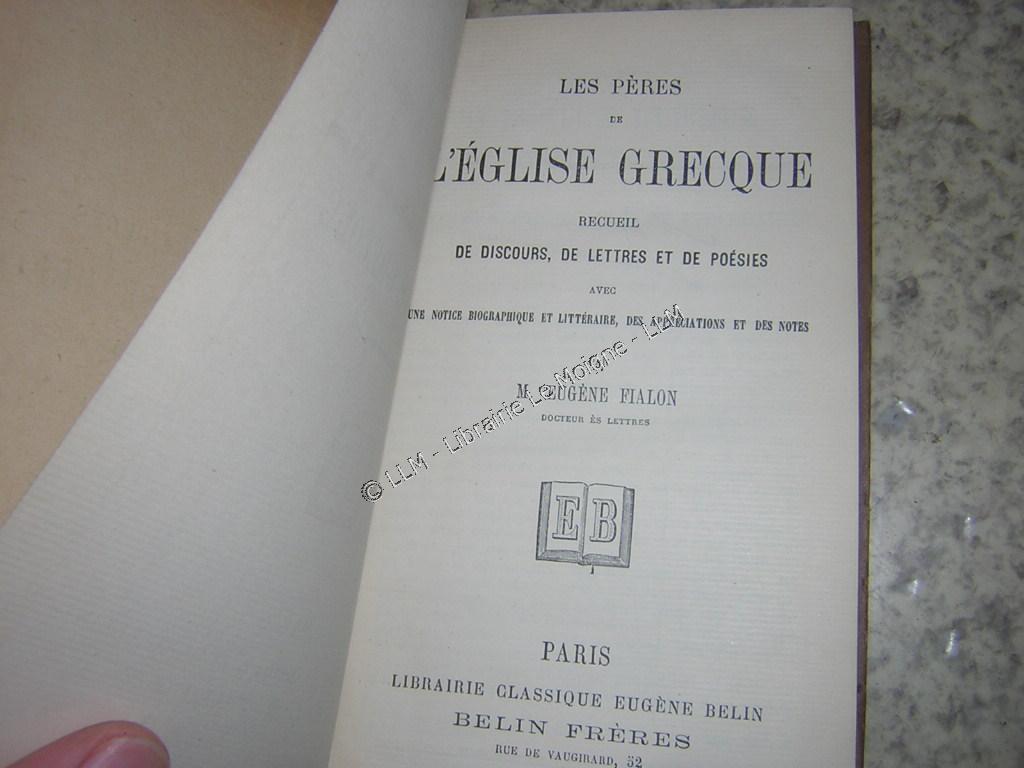 LES PÈRES
DE
L'ÉGLISE GRECQUE
RECUEIL
DE DISCOURS, DE LETTRES ET DE POÉSIES
AVEC
UNE NOTICE BIOGRAPHIQUE ET LITTÉRAIRE, DES APPRÉCIATIONS ET DES NOTES
M. EUGÈNE FIALON
DOCTEUR ÈS LETTRES
© LLM - Librairie Le Moigne - LLM
E B
PARIS
LIBRAIRIE CLASSIQUE EUGÈNE BELIN
BELIN FRÈRES
RUE DE VAUGIRARD, 52